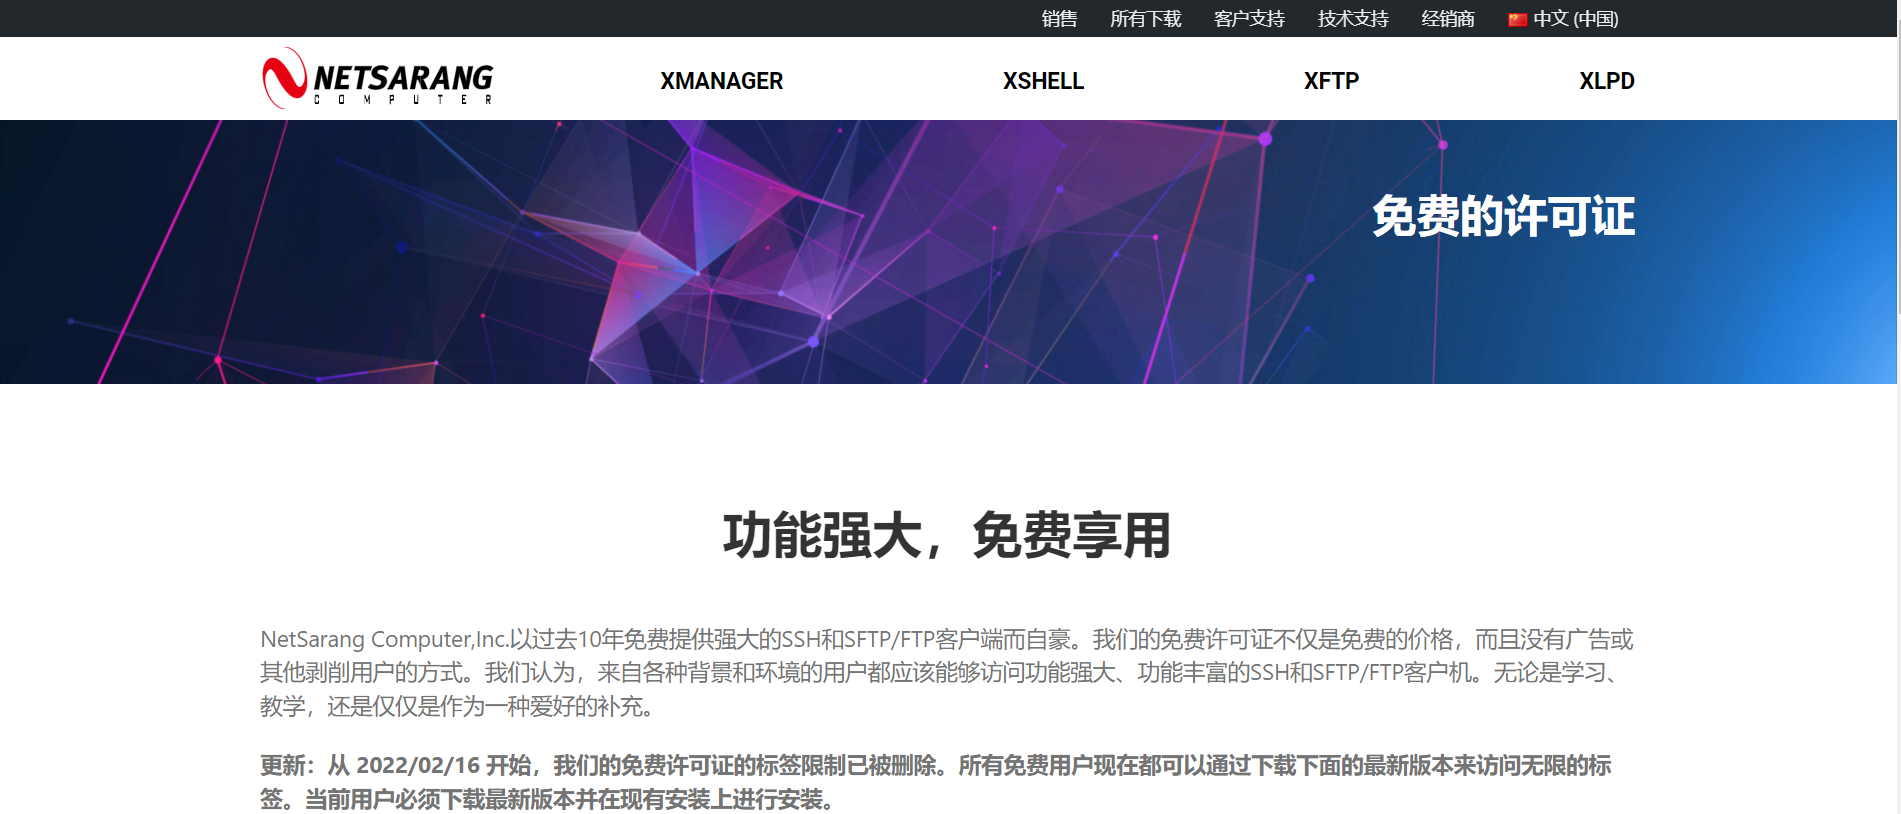 销售 所有下载 客户支持 技术支持 经销商 中文 (中国)
NETSARANG
COMPUTER
XMANAGER XSHELL XFTP XLPD
免费的许可证
功能强大，免费享用
NetSarang Computer,Inc.以过去10年免费提供强大的SSH和SFTP/FTP客户端而自豪。我们的免费许可证不仅是免费的价格，而且没有广告或
其他剥削用户的方式。我们认为，来自各种背景和环境的用户都应该能够访问功能强大、功能丰富的SSH和SFTP/FTP客户机。无论是学习、
教学，还是仅仅是作为一种爱好的补充。
更新：从 2022/02/16 开始，我们的免费许可证的标签限制已被删除。所有免费用户现在都可以通过下载下面的最新版本来访问无限的标
签。当前用户必须下载最新版本并在现有安装上进行安装。